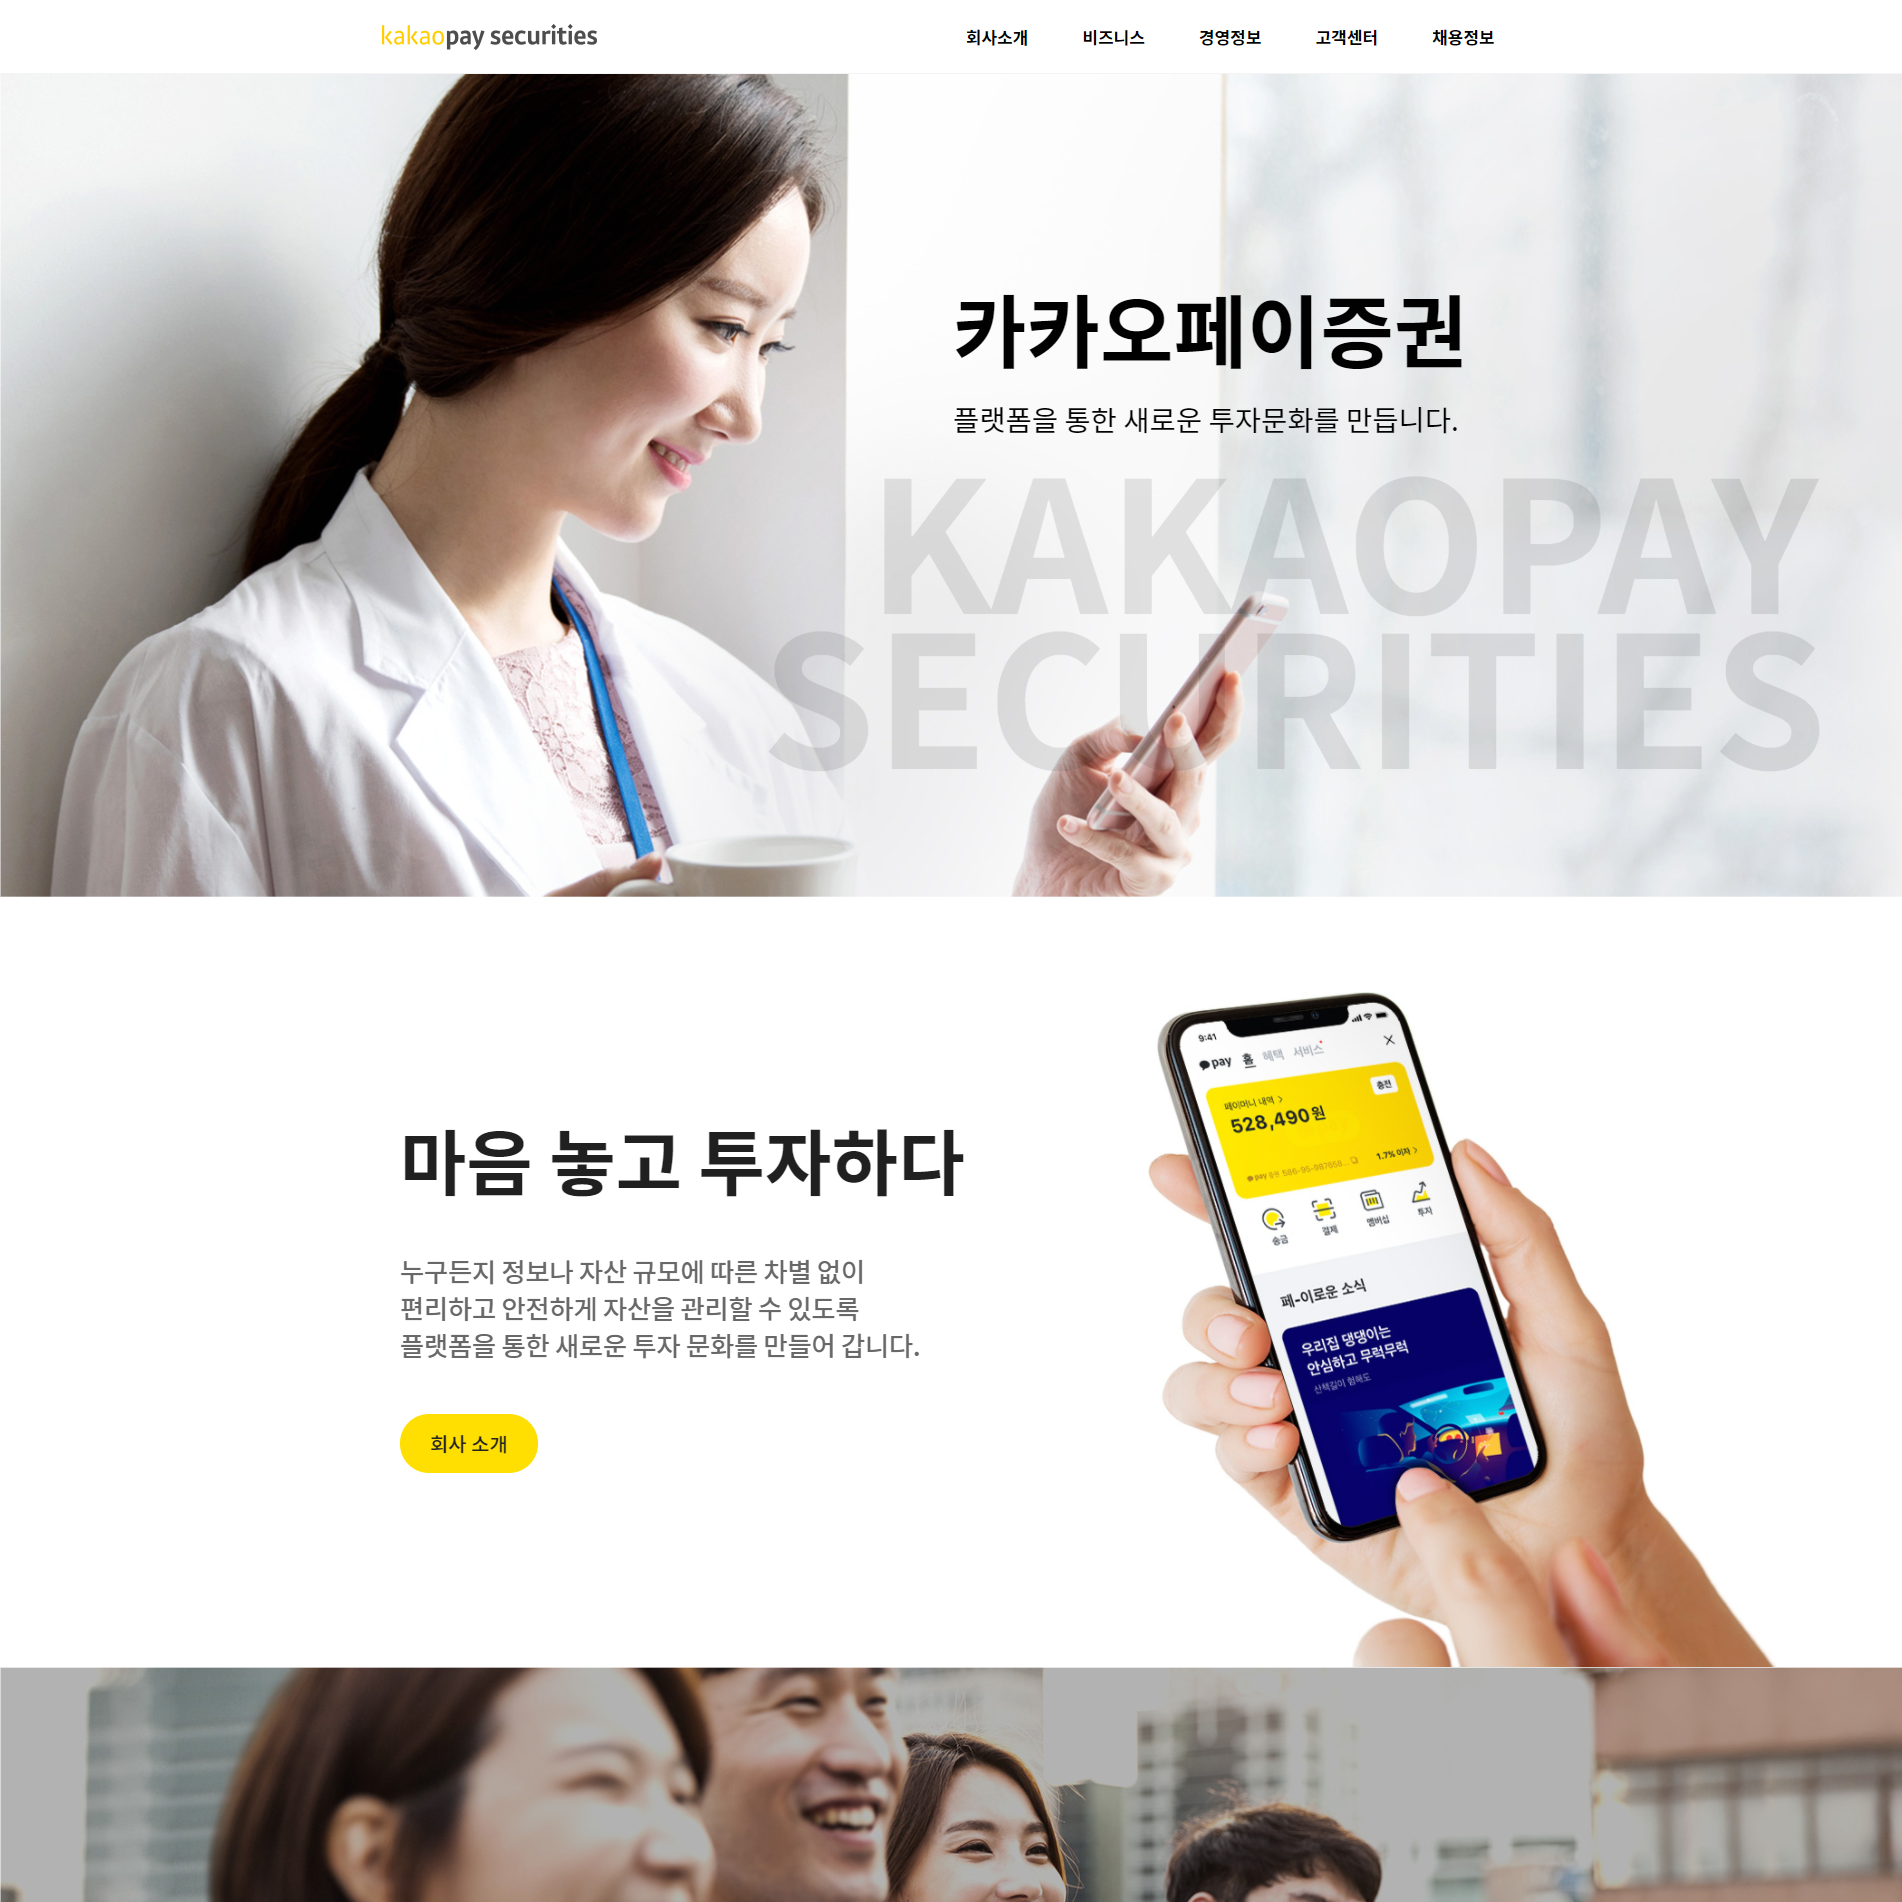 kakaopay securities
회사소개 비즈니스 경영정보 고객센터 채용정보
카카오페이증권
플랫폼을 통한 새로운 투자문화를 만듭니다.
KAKAOPAY
SECURITIES
마음 놓고 투자하다
누구든지 정보나 자산 규모에 따른 차별 없이
편리하고 안전하게 자산을 관리할 수 있도록
플랫폼을 통한 새로운 투자 문화를 만들어 갑니다.
회사 소개
9:41
pay 홈 혜택 서비스
충전
페이머니 내역
528,490원
pay 증권
1.7% 이자
송금 결제 멤버십 투자
페-이로운 소식
우리집 댕댕이는
안심하고 무럭무럭
산책길이 험해도